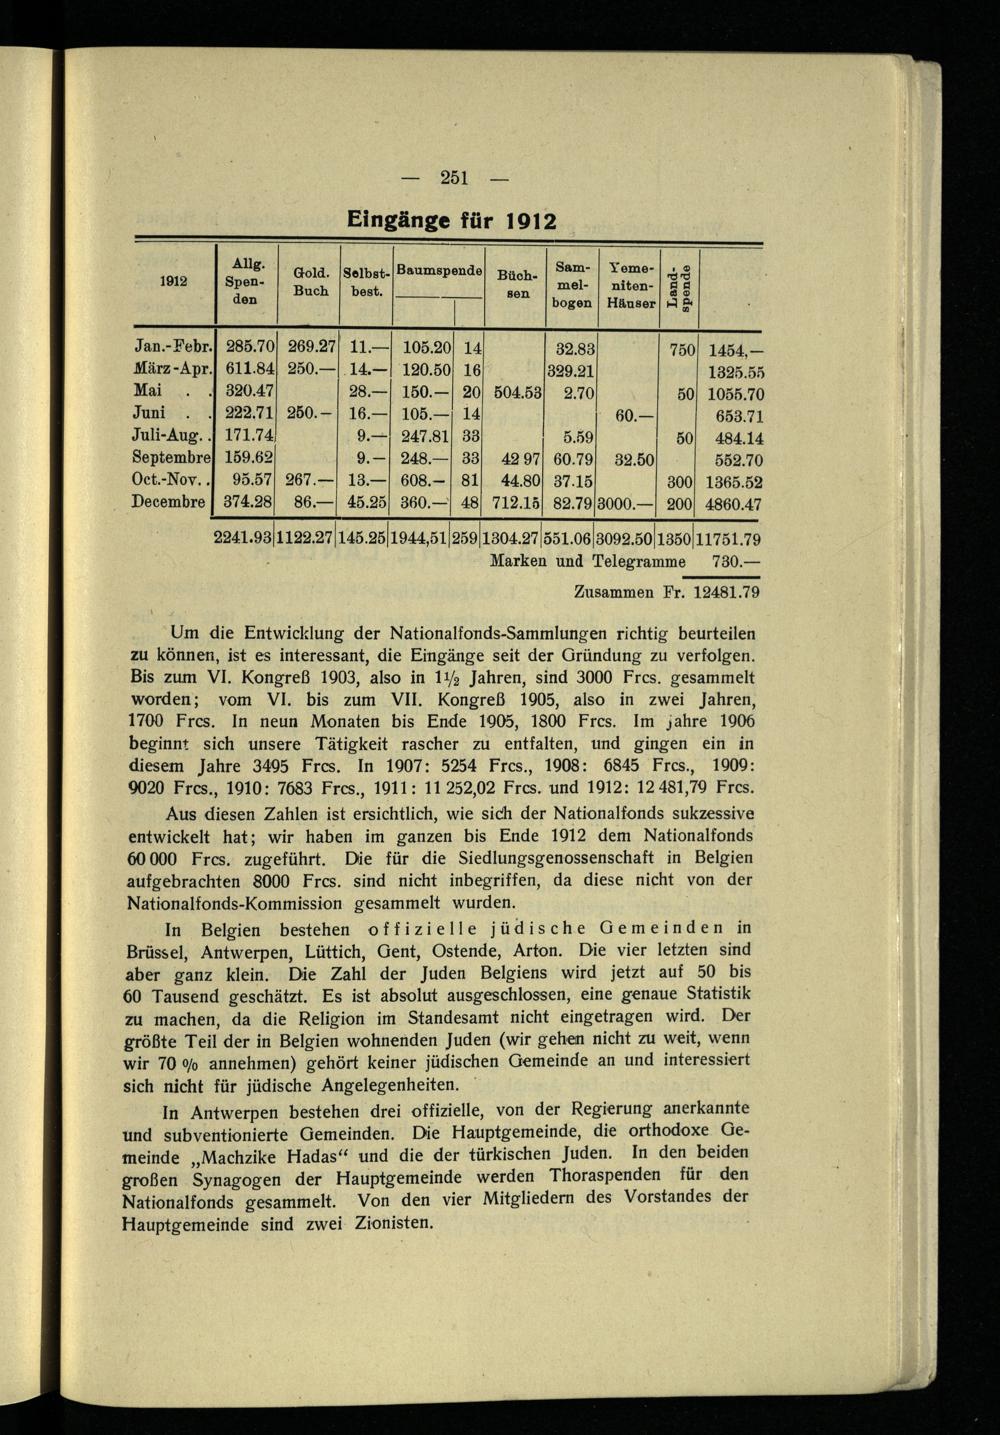 — 251 —
Eingänge für 1912
1912 Allg. Spen- den Gold. Buch Selbst- best. Baumspende Büch- sen Sam- mel- bogen Yeme- niten- Häuser Land- spende
Jan.-Febr. 285.70 269.27 11.— 105.20 14 32.83 750 1454,—
März-Apr. 611.84 250.— 14.— 120.50 16 329.21 1325.55
Mai . . 320.47 28.— 150.— 20 504.53 2.70 50 1055.70
Juni . . 222.71 250.— 16.— 105.— 14 60.— 653.71
Juli-Aug. . 171.74 9.— 247.81 33 5.59 50 484.14
Septembre 159.62 9.— 248.— 33 42 97 60.79 32.50 552.70
Oct.-Nov. . 95.57 267.— 13.— 608.— 81 44.80 37.15 300 1365.52
Decembre 374.28 86.— 45.25 360.— 48 712.15 82.79 3000.— 200 4860.47
2241.93 1122.27 145.25 1944,51 259 1304.27 551.06 3092.50 1350 11751.79
Marken und Telegramme 730.—
Zusammen Fr. 12481.79
Um die Entwicklung der Nationalfonds-Sammlungen richtig beurteilen
zu können, ist es interessant, die Eingänge seit der Gründung zu verfolgen.
Bis zum VI. Kongreß 1903, also in 1½ Jahren, sind 3000 Frcs. gesammelt
worden; vom VI. bis zum VII. Kongreß 1905, also in zwei Jahren,
1700 Frcs. In neun Monaten bis Ende 1905, 1800 Frcs. Im Jahre 1906
beginnt sich unsere Tätigkeit rascher zu entfalten, und gingen ein in
diesem Jahre 3495 Frcs. In 1907: 5254 Frcs., 1908: 6845 Frcs., 1909:
9020 Frcs., 1910: 7683 Frcs., 1911: 11 252,02 Frcs. und 1912: 12 481,79 Frcs.
Aus diesen Zahlen ist ersichtlich, wie sich der Nationalfonds sukzessive
entwickelt hat; wir haben im ganzen bis Ende 1912 dem Nationalfonds
60 000 Frcs. zugeführt. Die für die Siedlungsgenossenschaft in Belgien
aufgebrachten 8000 Frcs. sind nicht inbegriffen, da diese nicht von der
Nationalfonds-Kommission gesammelt wurden.
In Belgien bestehen offizielle jüdische Gemeinden in
Brüssel, Antwerpen, Lüttich, Gent, Ostende, Arton. Die vier letzten sind
aber ganz klein. Die Zahl der Juden Belgiens wird jetzt auf 50 bis
60 Tausend geschätzt. Es ist absolut ausgeschlossen, eine genaue Statistik
zu machen, da die Religion im Standesamt nicht eingetragen wird. Der
größte Teil der in Belgien wohnenden Juden (wir gehen nicht zu weit, wenn
wir 70 % annehmen) gehört keiner jüdischen Gemeinde an und interessiert
sich nicht für jüdische Angelegenheiten.
In Antwerpen bestehen drei offizielle, von der Regierung anerkannte
und subventionierte Gemeinden. Die Hauptgemeinde, die orthodoxe Ge-
meinde „Machzike Hadas“ und die der türkischen Juden. In den beiden
großen Synagogen der Hauptgemeinde werden Thoraspenden für den
Nationalfonds gesammelt. Von den vier Mitgliedern des Vorstandes der
Hauptgemeinde sind zwei Zionisten.